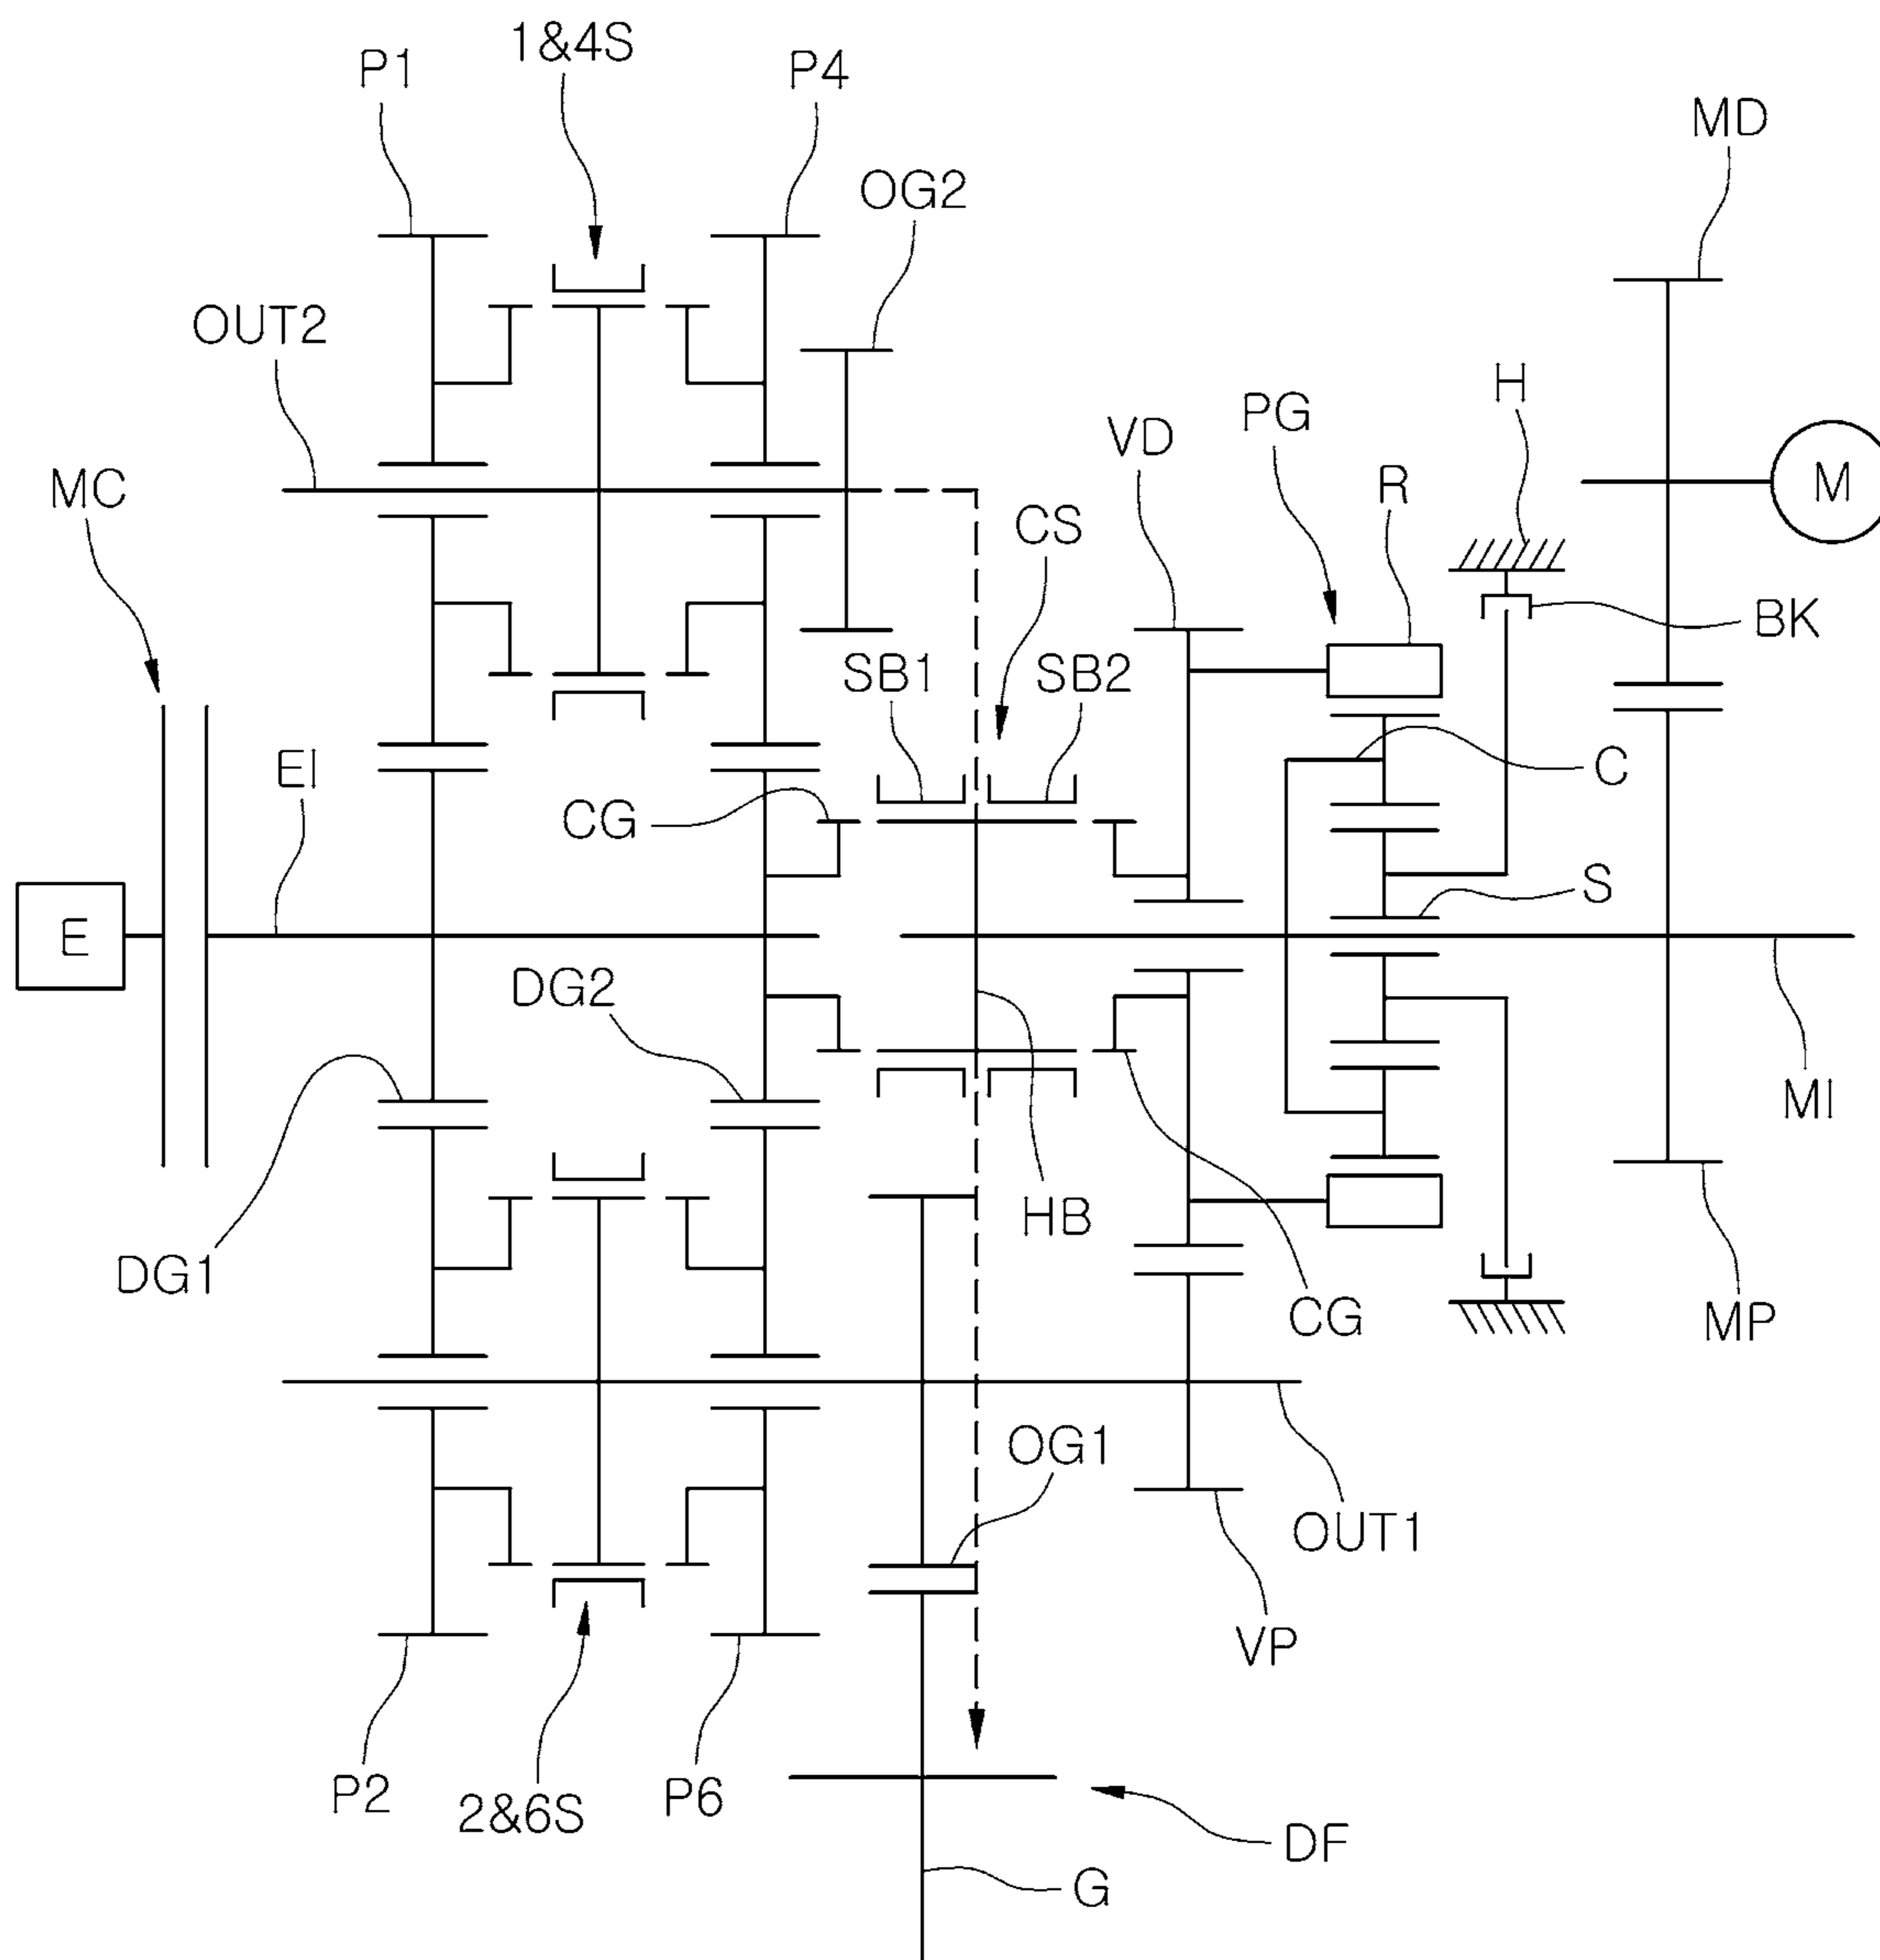 1&4S
P1
P4
MD
OG2
OUT2
H
PG
VD
R
MC
M
CS
BK
SB1
SB2
EI
C
CG
S
E
DG2
MI
HB
DG1
CG
MP
OG1
OUT1
VP
P2
P6
2&6S
DF
G